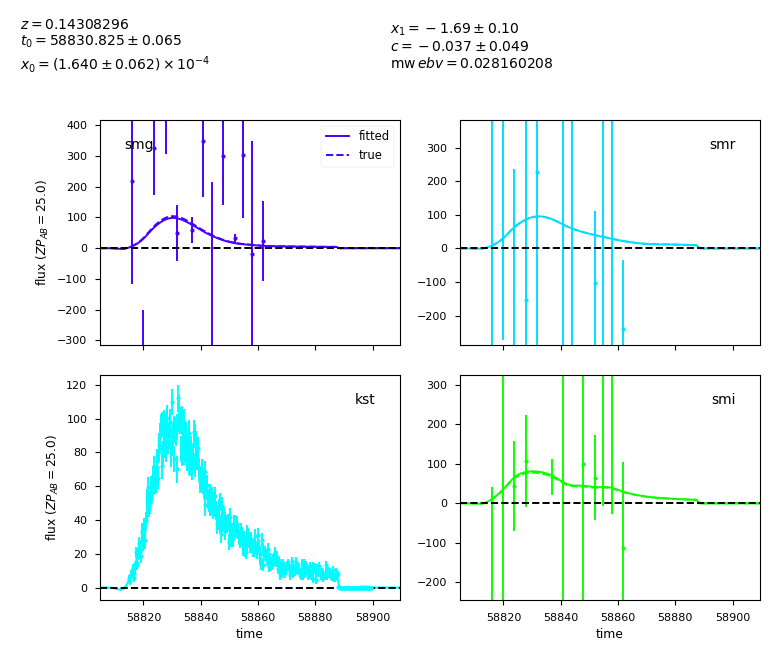 z = 0.14308296
t₀ = 58830.825 ± 0.065
x₀ = (1.640 ± 0.062) × 10⁻⁴
x₁ = −1.69 ± 0.10
c = −0.037 ± 0.049
mw ebv = 0.028160208
smg
fitted
true
400
300
200
100
0
−100
−200
−300
flux (ZP_AB = 25.0)
smr
300
200
100
0
−100
−200
kst
120
100
80
60
40
20
0
flux (ZP_AB = 25.0)
58820 58840 58860 58880 58900
time
smi
300
200
100
0
−100
−200
58820 58840 58860 58880 58900
time